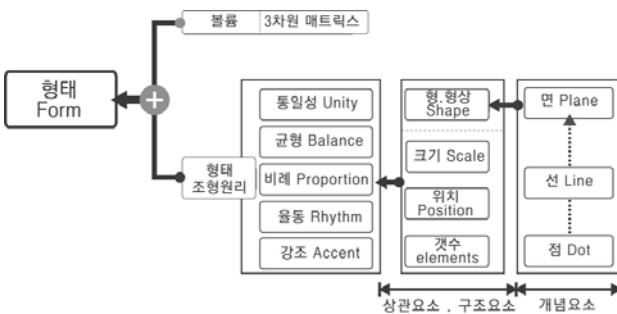 볼륨 3차원 매트릭스
형태
Form
형태
조형원리
통일성 Unity
균형 Balance
비례 Proportion
율동 Rhythm
강조 Accent
형.형상
Shape
크기 Scale
위치
Position
갯수
elements
면 Plane
선 Line
점 Dot
상관요소 , 구조요소
개념요소